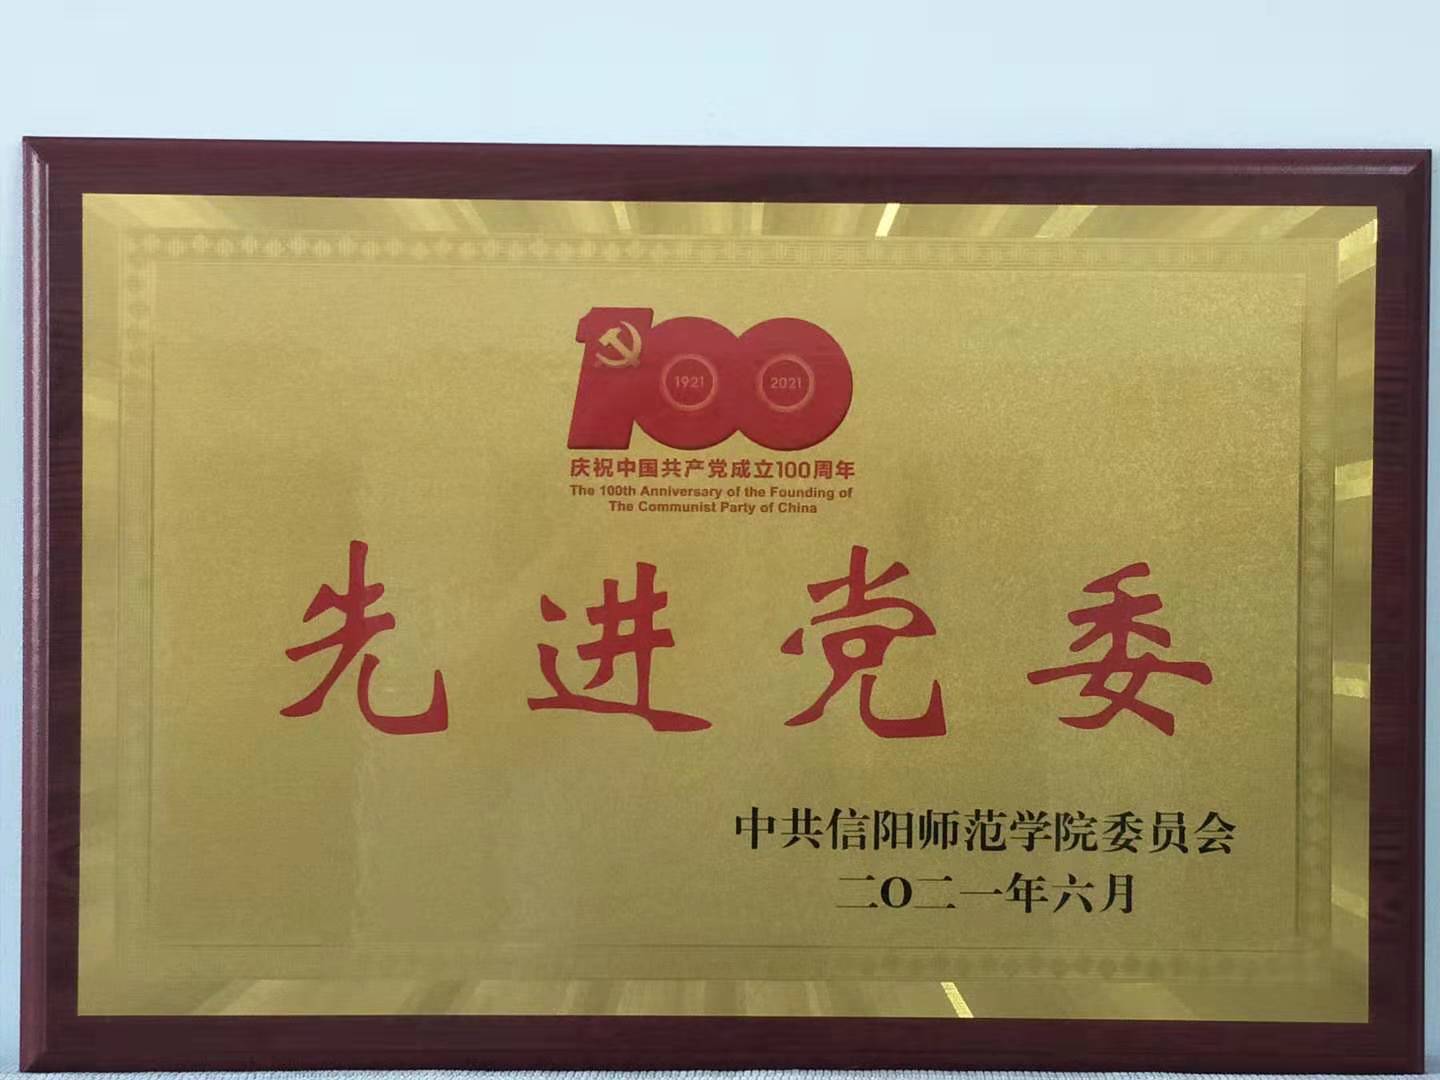 100
1921 2021
庆祝中国共产党成立100周年
The 100th Anniversary of the Founding of
The Communist Party of China
先进党委
中共信阳师范学院委员会
二O二一年六月